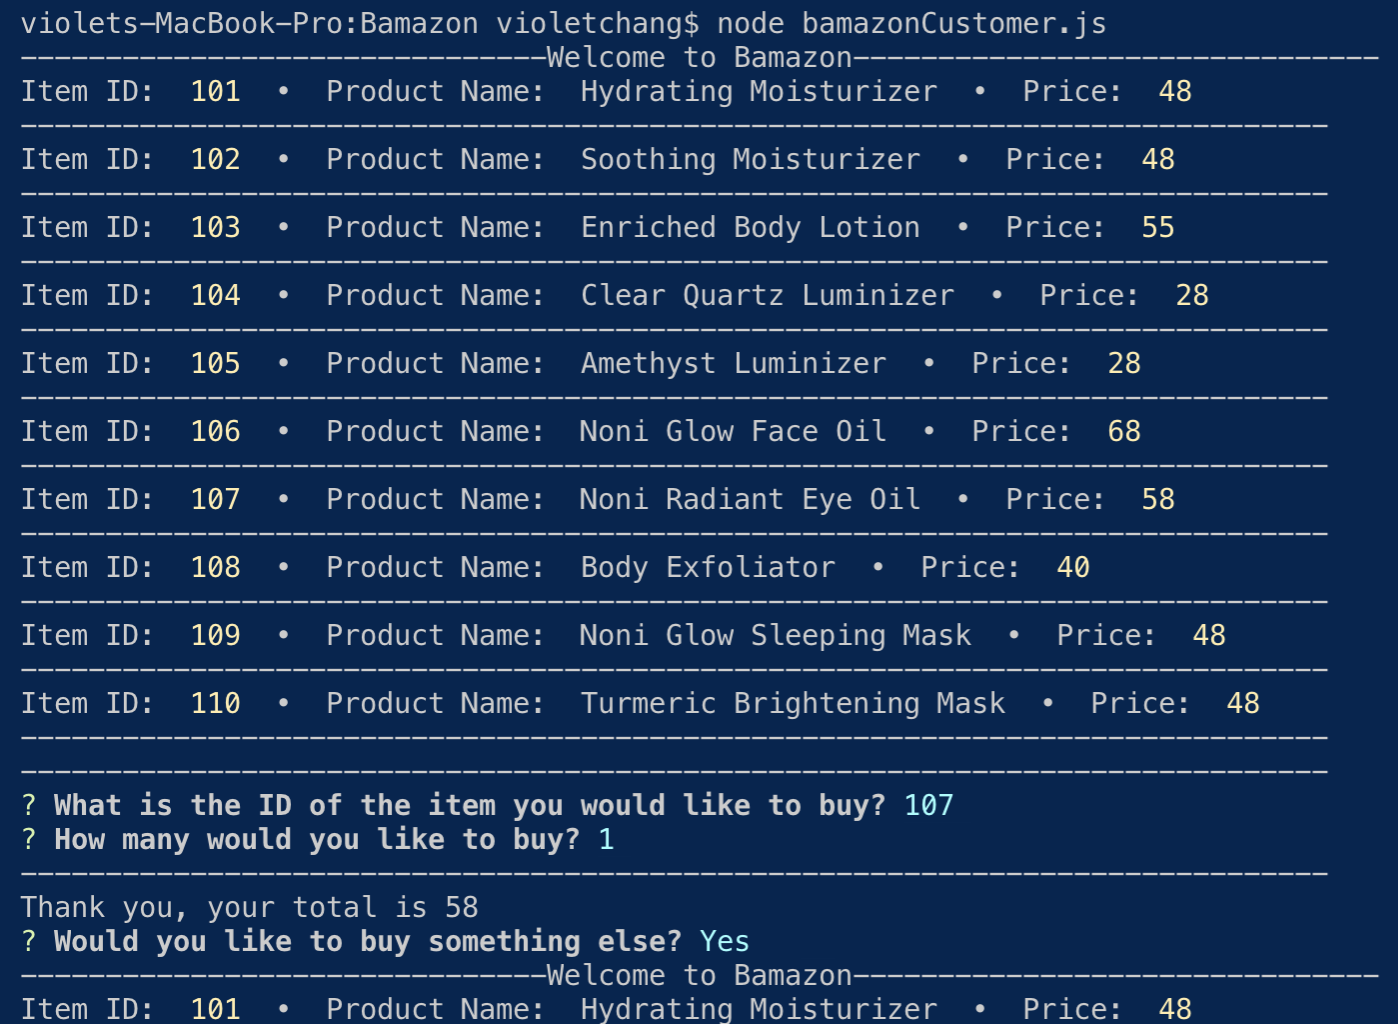 violets-MacBook-Pro:Bamazon violetchang$ node bamazonCustomer.js
-------------------------------Welcome to Bamazon-------------------------------
Item ID:  101  •  Product Name:  Hydrating Moisturizer  •  Price:  48
-----------------------------------------------------------------------------
Item ID:  102  •  Product Name:  Soothing Moisturizer  •  Price:  48
-----------------------------------------------------------------------------
Item ID:  103  •  Product Name:  Enriched Body Lotion  •  Price:  55
-----------------------------------------------------------------------------
Item ID:  104  •  Product Name:  Clear Quartz Luminizer  •  Price:  28
-----------------------------------------------------------------------------
Item ID:  105  •  Product Name:  Amethyst Luminizer  •  Price:  28
-----------------------------------------------------------------------------
Item ID:  106  •  Product Name:  Noni Glow Face Oil  •  Price:  68
-----------------------------------------------------------------------------
Item ID:  107  •  Product Name:  Noni Radiant Eye Oil  •  Price:  58
-----------------------------------------------------------------------------
Item ID:  108  •  Product Name:  Body Exfoliator  •  Price:  40
-----------------------------------------------------------------------------
Item ID:  109  •  Product Name:  Noni Glow Sleeping Mask  •  Price:  48
-----------------------------------------------------------------------------
Item ID:  110  •  Product Name:  Turmeric Brightening Mask  •  Price:  48
-----------------------------------------------------------------------------
-----------------------------------------------------------------------------
? What is the ID of the item you would like to buy? 107
? How many would you like to buy? 1
-----------------------------------------------------------------------------
Thank you, your total is 58
? Would you like to buy something else? Yes
-------------------------------Welcome to Bamazon-------------------------------
Item ID:  101  •  Product Name:  Hydrating Moisturizer  •  Price:  48